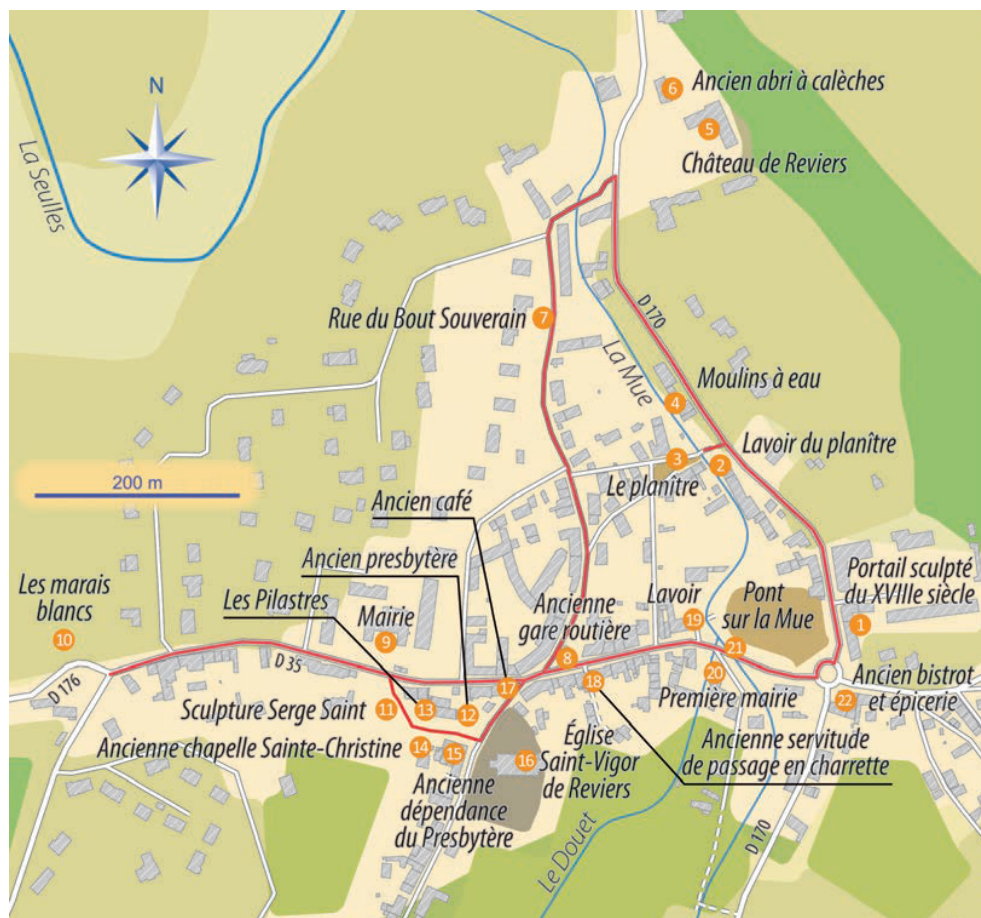 N
La Seulles
6
Ancien abri à calèches
5
Château de Reviers
7
Rue du Bout Souverain
D 170
La Mue
Moulins à eau
4
3
Le planître
2
Lavoir du planître
200 m
Ancien café
Ancien presbytère
Les Pilastres
Les marais
blancs
10
Mairie
9
Ancienne
gare routière
8
Lavoir
19
Pont
sur la Mue
21
Portail sculpté
du XVIIIe siècle
1
D 35
D 176
17
18
20
Première mairie
Ancien bistrot
et épicerie
22
Sculpture Serge Saint
11
13
12
Ancienne chapelle Sainte-Christine
14
15
16
Église
Saint-Vigor
de Reviers
Ancienne servitude
de passage en charrette
Ancienne
dépendance
du Presbytère
Le Douet
D 170